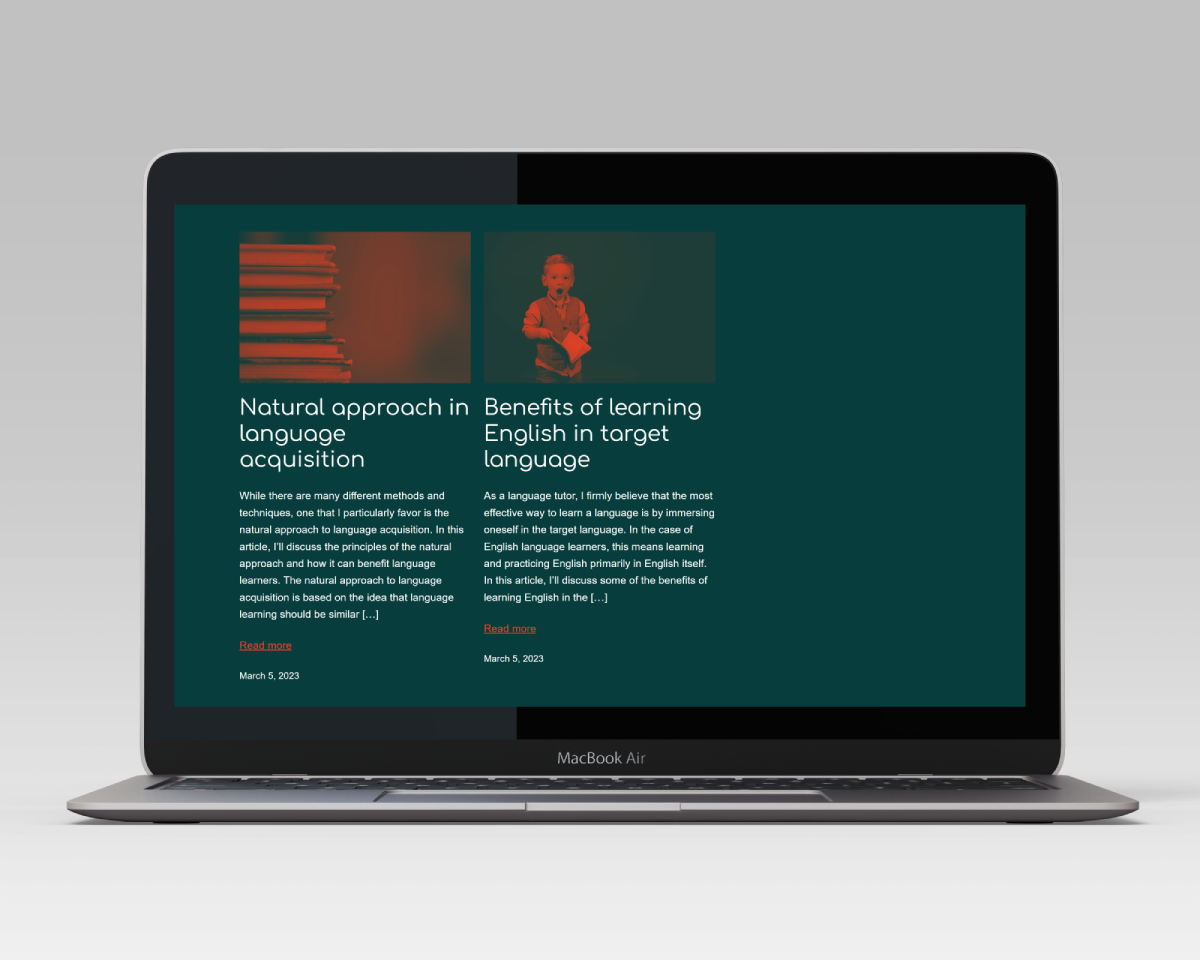 Natural approach in
language
acquisition
While there are many different methods and
techniques, one that I particularly favor is the
natural approach to language acquisition. In this
article, I'll discuss the principles of the natural
approach and how it can benefit language
learners. The natural approach to language
acquisition is based on the idea that language
learning should be similar […]
Read more
March 5, 2023
Benefits of learning
English in target
language
As a language tutor, I firmly believe that the most
effective way to learn a language is by immersing
oneself in the target language. In the case of
English language learners, this means learning
and practicing English primarily in English itself.
In this article, I'll discuss some of the benefits of
learning English in the […]
Read more
March 5, 2023
MacBook Air